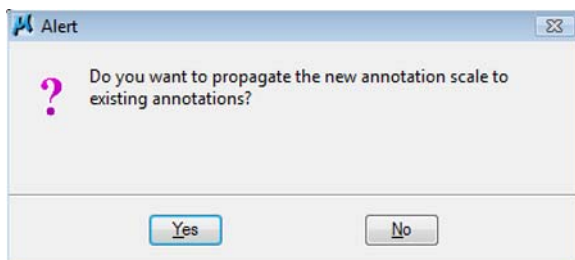 Alert
Do you want to propagate the new annotation scale to
existing annotations?
Yes
No